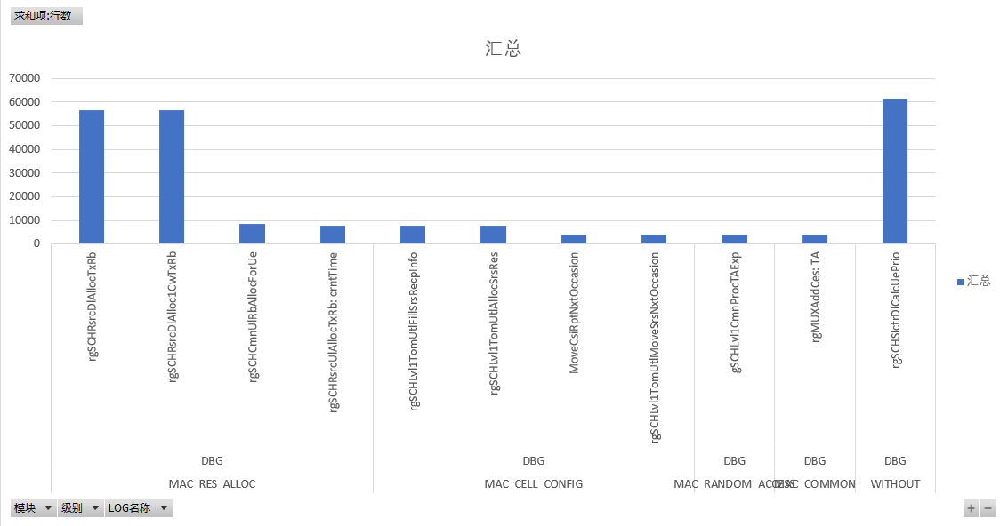 求和项:行数
汇总
70000
60000
50000
40000
30000
20000
10000
0
rgSCHRsrcDlAllocTxRb
rgSCHRsrcDlAlloc1CwTxRb
rgSCHCmnUlRbAllocForUe
rgSCHRsrcUlAllocTxRb: crntTime
rgSCHLvl1TomUtlFillSrsRecpInfo
rgSCHLvl1TomUtlAllocSrsRes
MoveCsiRptNxtOccasion
rgSCHLvl1TomUtlMoveSrsNxtOccasion
gSCHLvl1CmnProcTAExp
rgMUXAddCes: TA
rgSCHSlctrDlCalcUePrio
DBG
DBG
DBG
DBG
DBG
MAC_RES_ALLOC
MAC_CELL_CONFIG
MAC_RANDOM_ACCESS
MAC_COMMON
WITHOUT
汇总
模块
级别
LOG名称